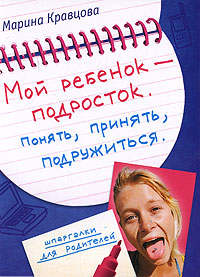 Марина Кравцова
Мой ребенок —
подросток.
понять, принять,
подружиться.
шпаргалки
для родителей